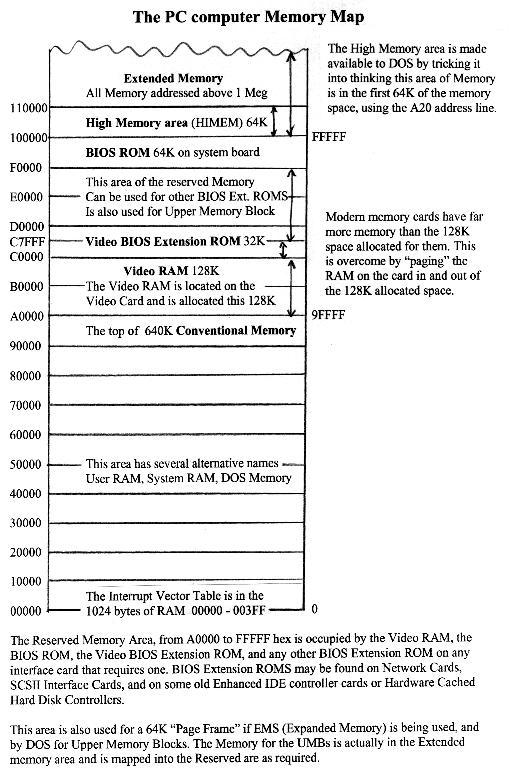 The PC computer Memory Map
Extended Memory
All Memory addressed above 1 Meg
110000
High Memory area (HIMEM) 64K
100000
FFFFF
BIOS ROM 64K on system board
F0000
This area of the reserved Memory
E0000
Can be used for other BIOS Ext. ROMS
Is also used for Upper Memory Block
D0000
C7FFF
Video BIOS Extension ROM 32K
C0000
Video RAM 128K
B0000
The Video RAM is located on the
Video Card and is allocated this 128K
A0000
9FFFF
The top of 640K Conventional Memory
90000
80000
70000
60000
50000
This area has several alternative names
User RAM, System RAM, DOS Memory
40000
30000
20000
10000
The Interrupt Vector Table is in the
00000
1024 bytes of RAM 00000 - 003FF
0
The High Memory area is made
available to DOS by tricking it
into thinking this area of Memory
is in the first 64K of the memory
space, using the A20 address line.
Modern memory cards have far
more memory than the 128K
space allocated for them. This
is overcome by "paging" the
RAM on the card in and out of
the 128K allocated space.
The Reserved Memory Area, from A0000 to FFFFF hex is occupied by the Video RAM, the
BIOS ROM, the Video BIOS Extension ROM, and any other BIOS Extension ROM on any
interface card that requires one. BIOS Extension ROMS may be found on Network Cards,
SCSII Interface Cards, and on some old Enhanced IDE controller cards or Hardware Cached
Hard Disk Controllers.
This area is also used for a 64K "Page Frame" if EMS (Expanded Memory) is being used, and
by DOS for Upper Memory Blocks. The Memory for the UMBs is actually in the Extended
memory area and is mapped into the Reserved are as required.